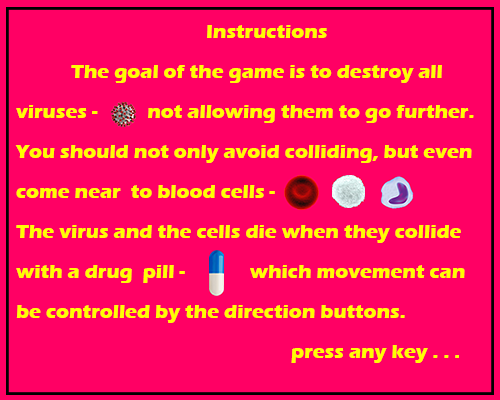 Instructions
The goal of the game is to destroy all
viruses - not allowing them to go further.
You should not only avoid colliding, but even
come near to blood cells -
The virus and the cells die when they collide
with a drug pill - which movement can
be controlled by the direction buttons.
press any key . . .